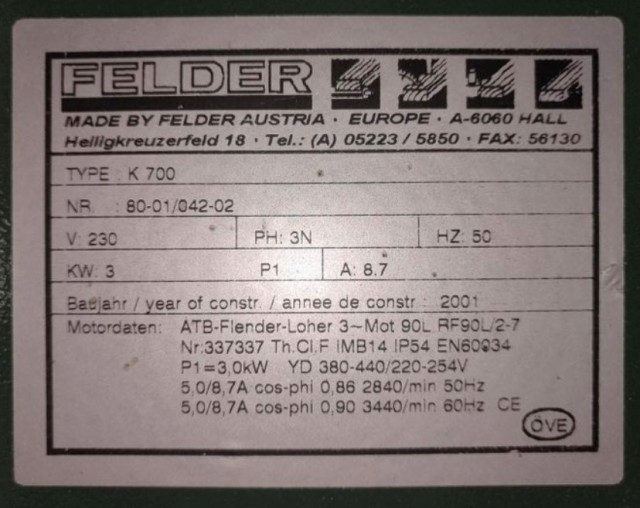 FELDER
MADE BY FELDER AUSTRIA · EUROPE · A-6060 HALL
Heiligkreuzerfeld 18 · Tel.: (A) 05223 / 5850 · FAX: 56130
TYPE : K 700
NR. : 80-01/042-02
V: 230 PH: 3N HZ: 50
KW: 3 P1 A: 8.7
Baujahr / year of constr. / annee de constr : 2001
Motordaten: ATB-Flender-Loher 3~Mot 90L RF90L/2-7
Nr:337337 Th.Cl.F IMB14 IP54 EN60034
P1=3,0kW YD 380-440/220-254V
5,0/8,7A cos-phi 0,86 2840/min 50Hz
5,0/8,7A cos-phi 0,90 3440/min 60Hz CE
ÖVE